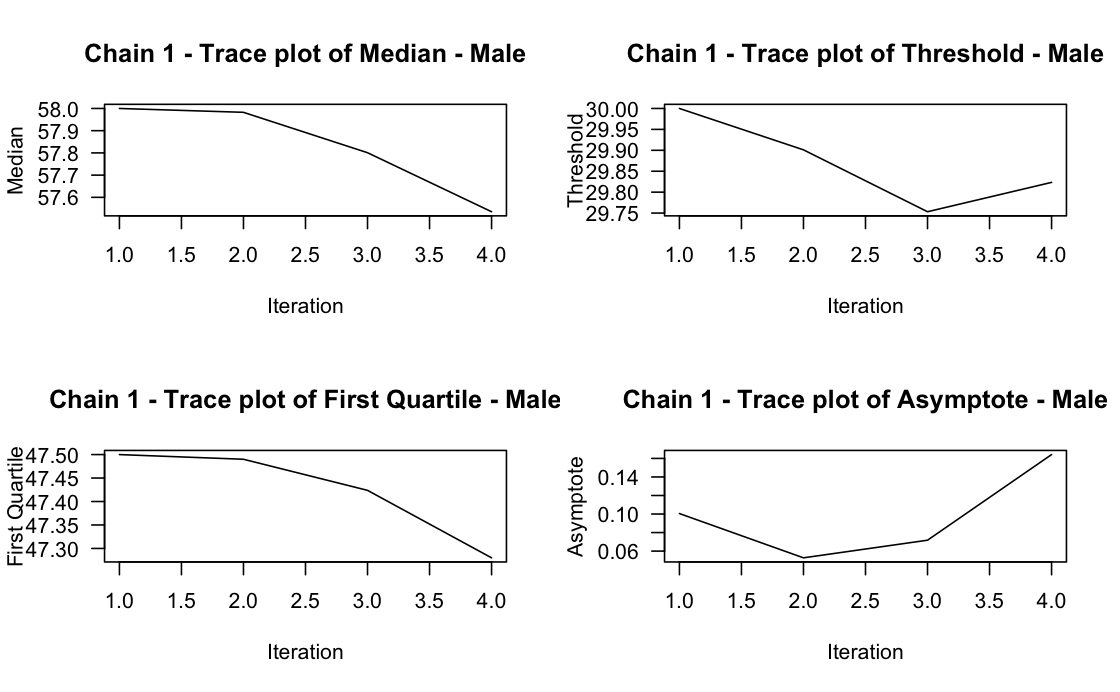 Chain 1 - Trace plot of Median - Male
Median
58.0
57.9
57.8
57.7
57.6
1.0 1.5 2.0 2.5 3.0 3.5 4.0
Iteration
Chain 1 - Trace plot of Threshold - Male
Threshold
30.00
29.95
29.90
29.85
29.80
29.75
1.0 1.5 2.0 2.5 3.0 3.5 4.0
Iteration
Chain 1 - Trace plot of First Quartile - Male
First Quartile
47.50
47.45
47.40
47.35
47.30
1.0 1.5 2.0 2.5 3.0 3.5 4.0
Iteration
Chain 1 - Trace plot of Asymptote - Male
Asymptote
0.14
0.10
0.06
1.0 1.5 2.0 2.5 3.0 3.5 4.0
Iteration